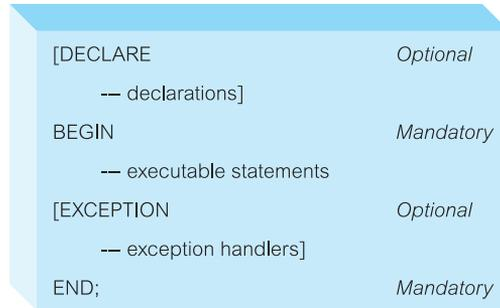 [DECLARE Optional
-- declarations]
BEGIN Mandatory
-- executable statements
[EXCEPTION Optional
-- exception handlers]
END; Mandatory